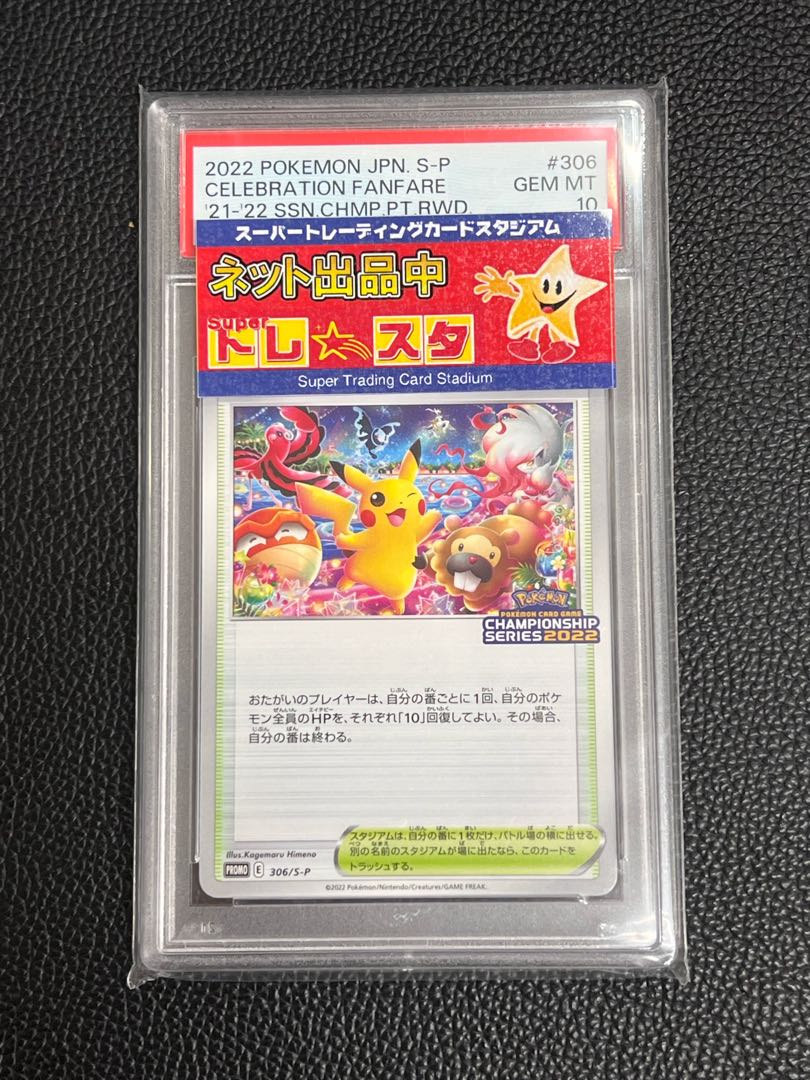 2022 POKEMON JPN. S-P #306
CELEBRATION FANFARE GEM MT
'21-'22 SSN.CHMP.PT.RWD. 10
スーパートレーディングカードスタジアム
ネット出品中
Super
トレ☆スタ
Super Trading Card Stadium
Pokémon
POKÉMON CARD GAME
CHAMPIONSHIP
SERIES 2022
おたがいのプレイヤーは、自分の番ごとに1回、自分のポケ
モン全員のHPを、それぞれ「10」回復してよい。その場合、
自分の番は終わる。
スタジアムは、自分の番に1枚だけ、バトル場の横に出せる。
別の名前のスタジアムが場に出たなら、このカードを
トラッシュする。
Illus.Kagemaru Himeno
PROMO E 306/S-P
©2022 Pokémon/Nintendo/Creatures/GAME FREAK.